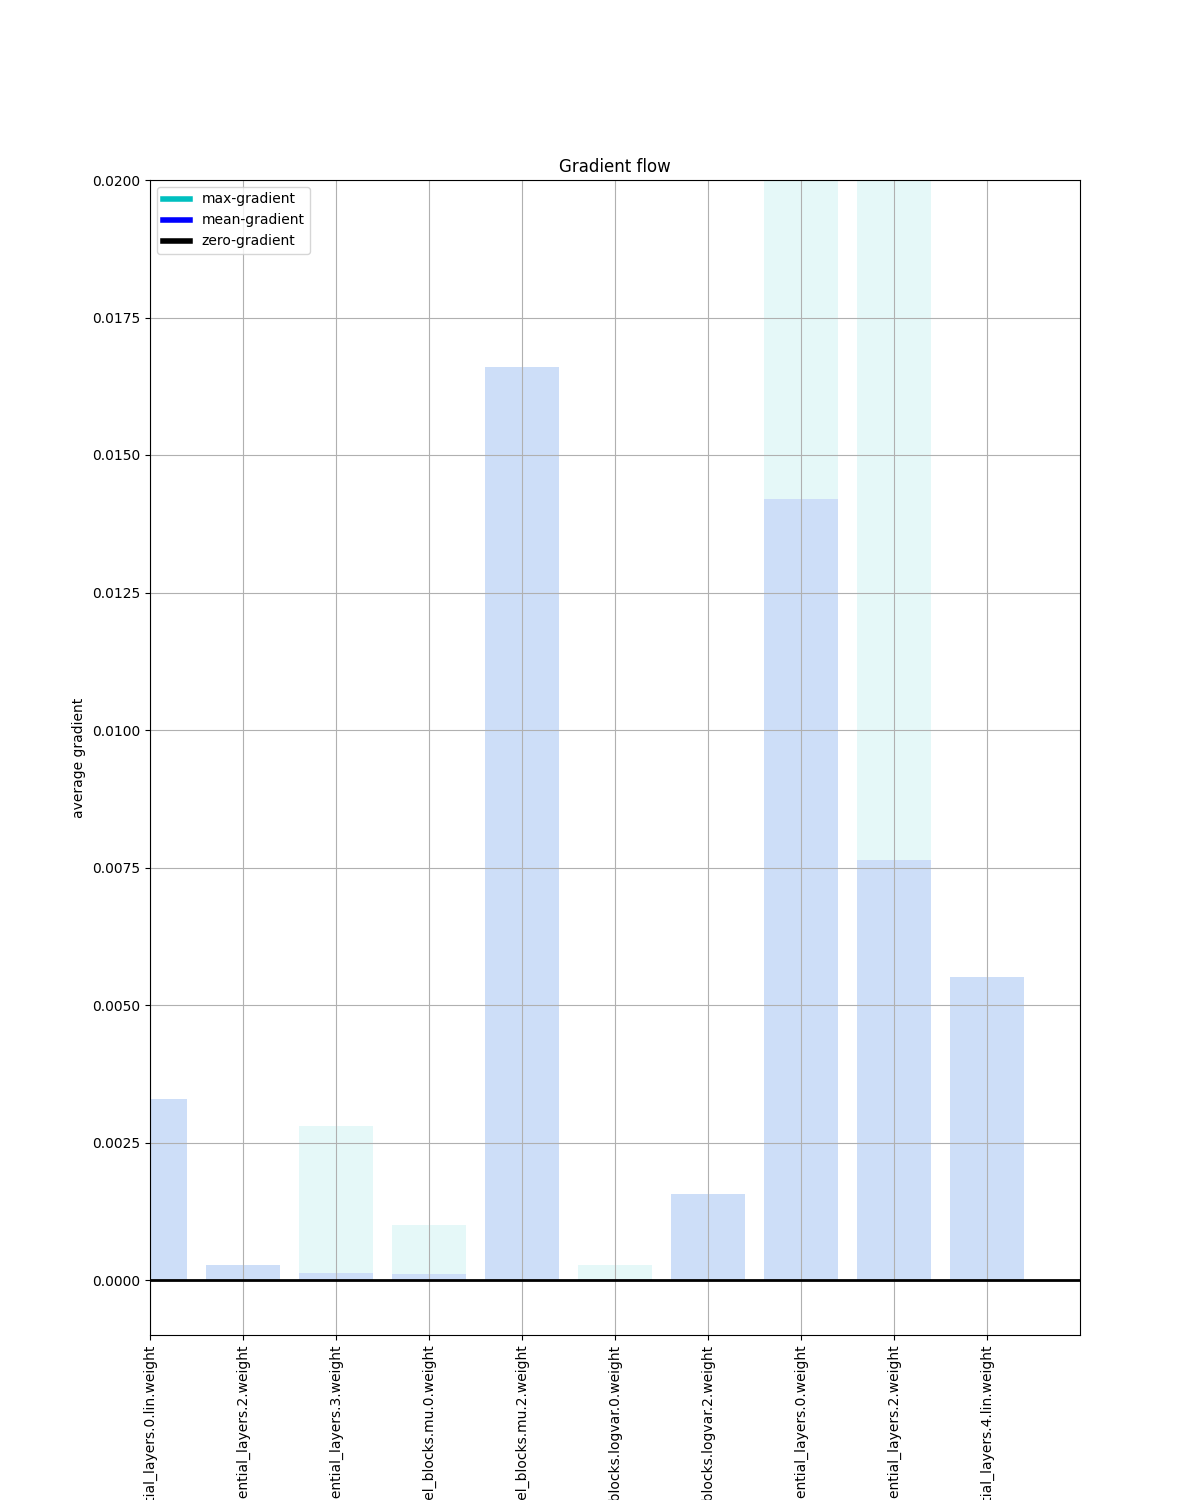 Gradient flow
max-gradient
mean-gradient
zero-gradient
0.0200
0.0175
0.0150
0.0125
0.0100
0.0075
0.0050
0.0025
0.0000
average gradient
tial_layers.0.lin.weight
ential_layers.2.weight
ential_layers.3.weight
el_blocks.mu.0.weight
el_blocks.mu.2.weight
blocks.logvar.0.weight
blocks.logvar.2.weight
ential_layers.0.weight
ential_layers.2.weight
tial_layers.4.lin.weight